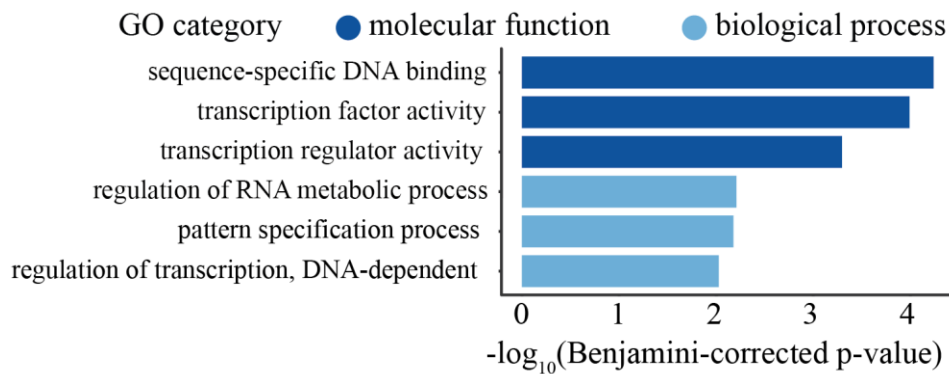 GO category molecular function biological process
sequence-specific DNA binding
transcription factor activity
transcription regulator activity
regulation of RNA metabolic process
pattern specification process
regulation of transcription, DNA-dependent
0 1 2 3 4
-log10(Benjamini-corrected p-value)